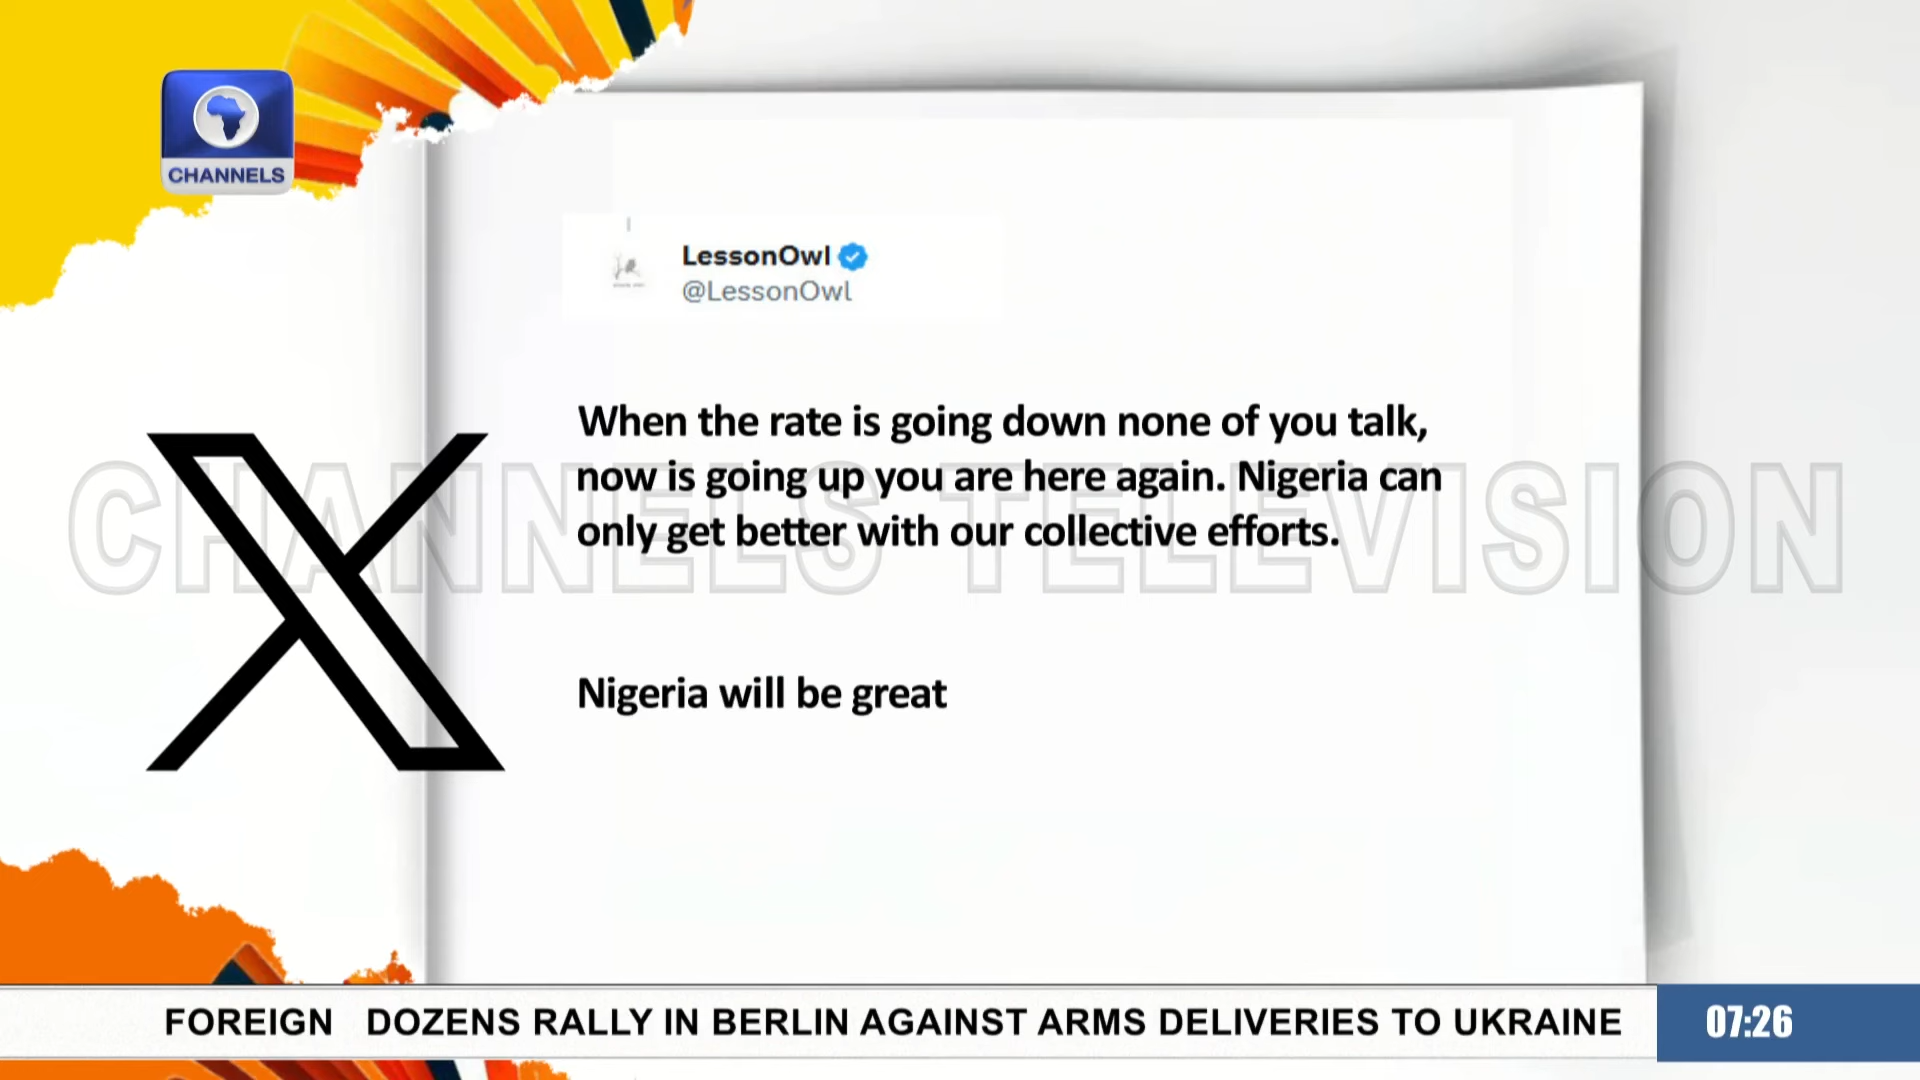 CHANNELS
LessonOwl
@LessonOwl
When the rate is going down none of you talk,
now is going up you are here again. Nigeria can
only get better with our collective efforts.
CHANNELS TELEVISION
Nigeria will be great
FOREIGN DOZENS RALLY IN BERLIN AGAINST ARMS DELIVERIES TO UKRAINE
07:26